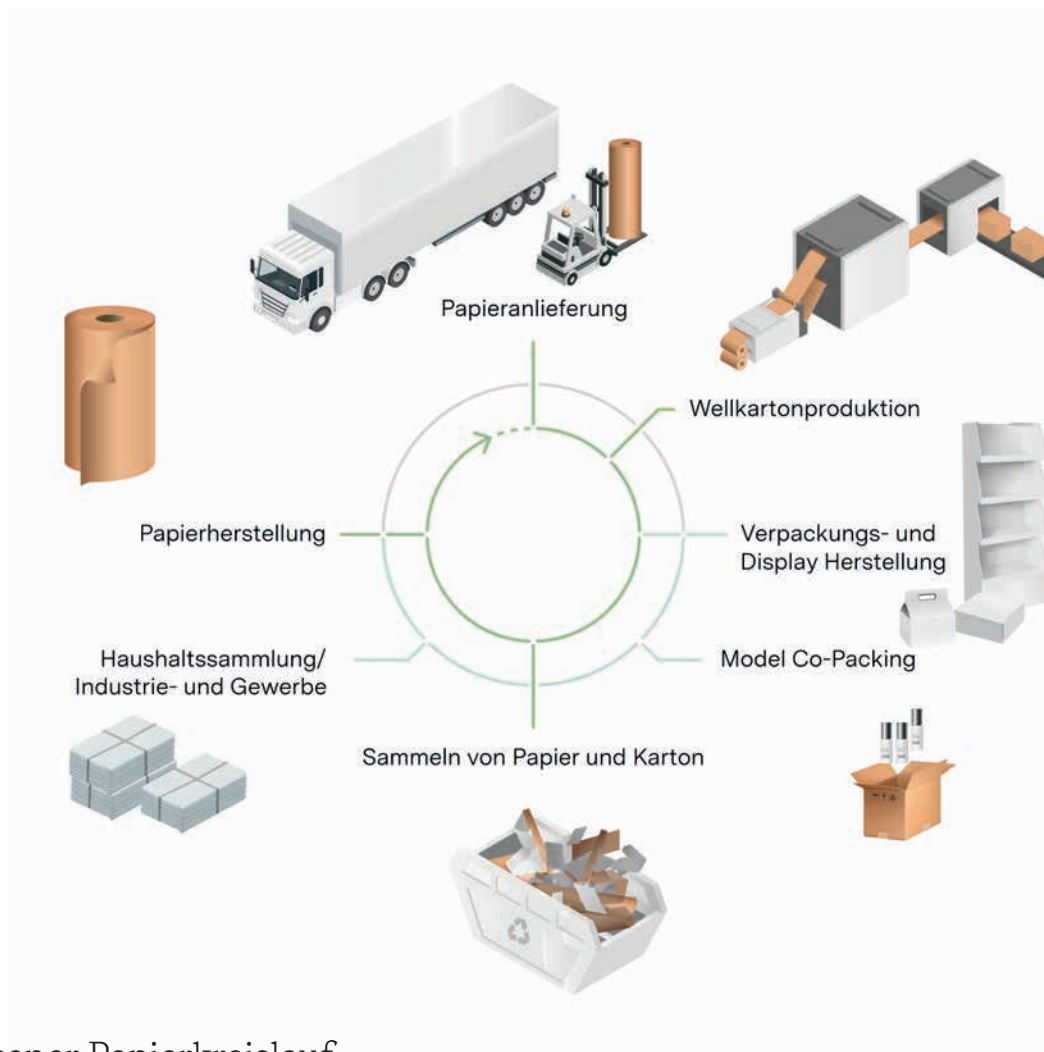 Papieranlieferung
Wellkartonproduktion
Verpackungs- und
Display Herstellung
Model Co-Packing
Sammeln von Papier und Karton
Haushaltssammlung/
Industrie- und Gewerbe
Papierherstellung
Papierkreislauf